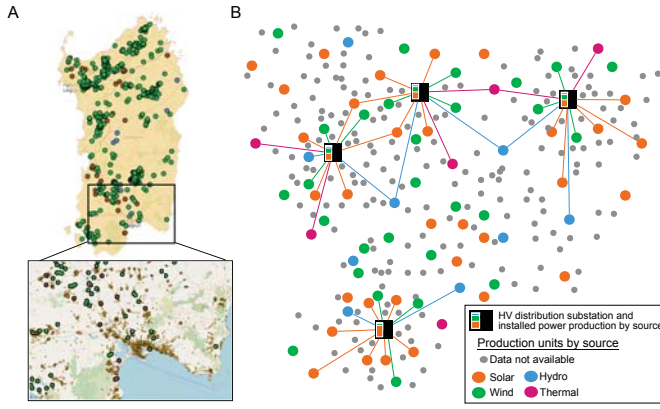 A
B
HV distribution substation and
installed power production by source
Production units by source
Data not available
Solar
Hydro
Wind
Thermal